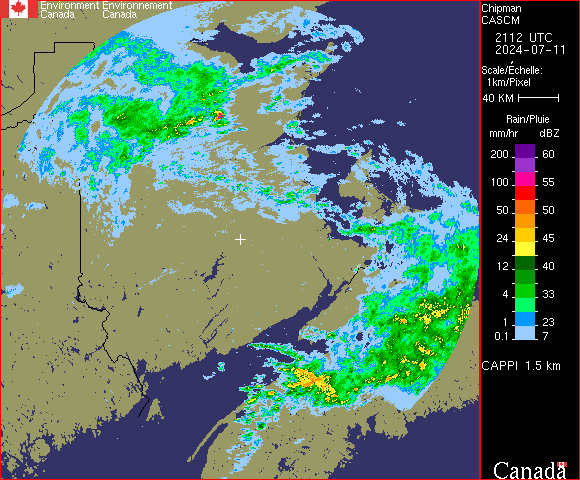 Environment Environnement
Canada Canada
Chipman
CASCM
2112 UTC
2024-07-11
Scale/Échelle:
1km/Pixel
40 KM
Rain/Pluie
mm/hr dBZ
200 60
100 55
50 50
24 45
12 40
4 33
0.1 23
0.1 7
CAPPI 1.5 km
Canada